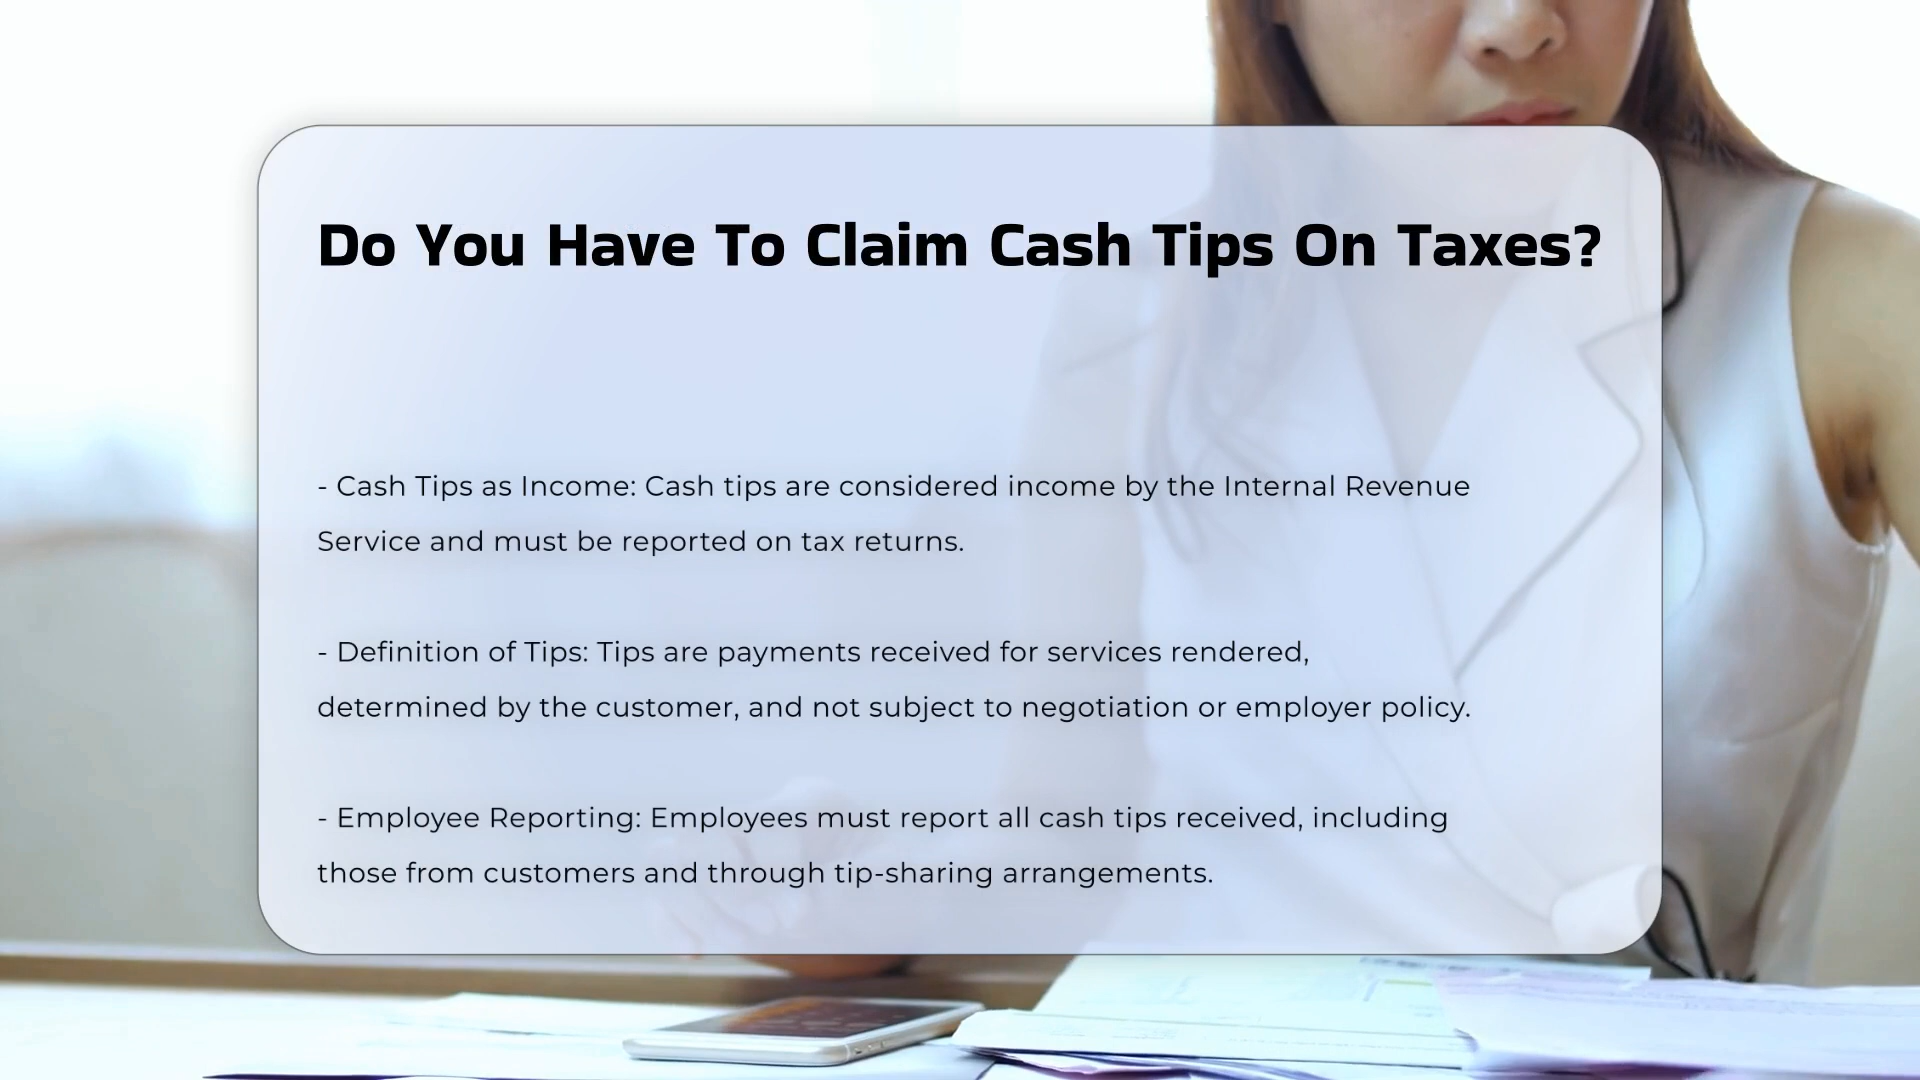 Do You Have To Claim Cash Tips On Taxes?
- Cash Tips as Income: Cash tips are considered income by the Internal Revenue
Service and must be reported on tax returns.
- Definition of Tips: Tips are payments received for services rendered,
determined by the customer, and not subject to negotiation or employer policy.
- Employee Reporting: Employees must report all cash tips received, including
those from customers and through tip-sharing arrangements.